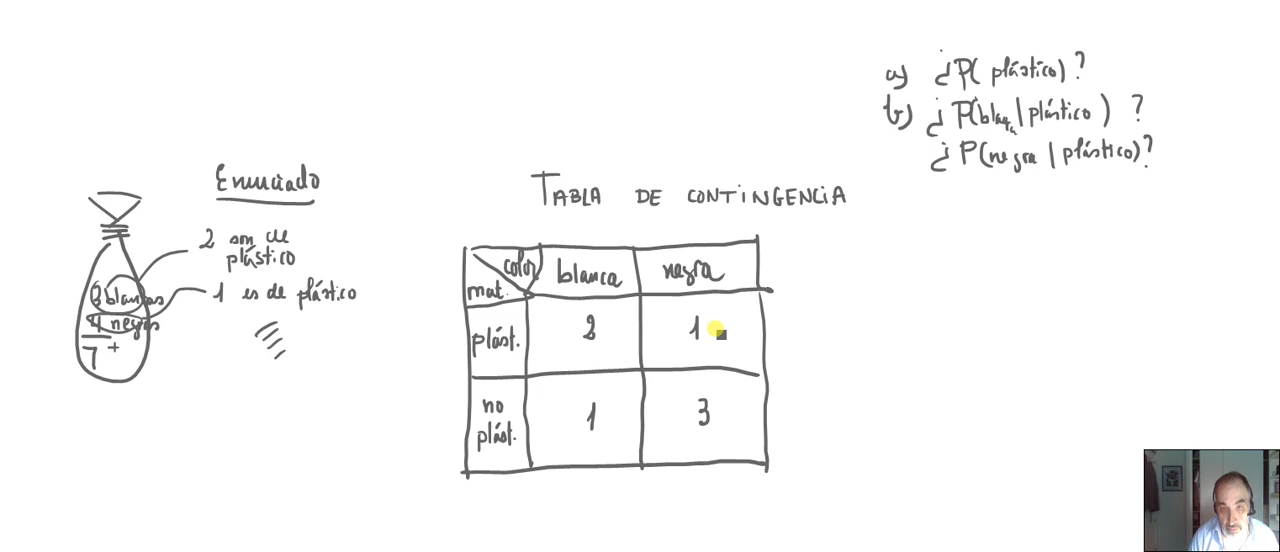 Enunciado
2 son de
plástico
1 es de plástico
3 blancas
4 negras
7 +
TABLA DE CONTINGENCIA
color blanca negra
mat.
plást. 2 1
no
plást. 1 3
a) ¿P(plástico)?
b) ¿P(blanca | plástico)?
¿P(negra | plástico)?